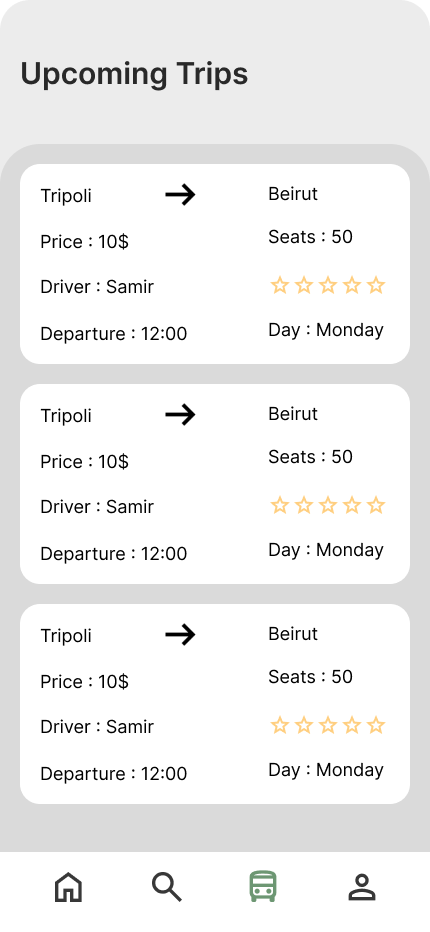 Upcoming Trips
Tripoli Beirut
Price : 10$ Seats : 50
Driver : Samir
Departure : 12:00 Day : Monday
Tripoli Beirut
Price : 10$ Seats : 50
Driver : Samir
Departure : 12:00 Day : Monday
Tripoli Beirut
Price : 10$ Seats : 50
Driver : Samir
Departure : 12:00 Day : Monday